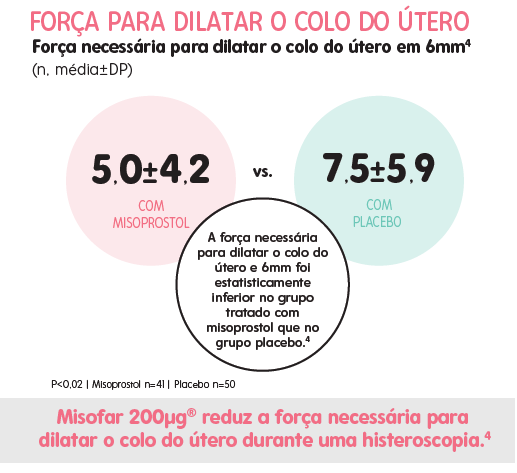 FORÇA PARA DILATAR O COLO DO ÚTERO
Força necessária para dilatar o colo do útero em 6mm⁴
(n, média±DP)
5,0±4,2
COM
MISOPROSTOL
vs.
7,5±5,9
COM
PLACEBO
A força necessária
para dilatar o colo do
útero e 6mm foi
estatisticamente
inferior no grupo
tratado com
misoprostol que no
grupo placebo.⁴
P<0,02 | Misoprostol n=41 | Placebo n=50
Misofar 200µg® reduz a força necessária para
dilatar o colo do útero durante uma histeroscopia.⁴